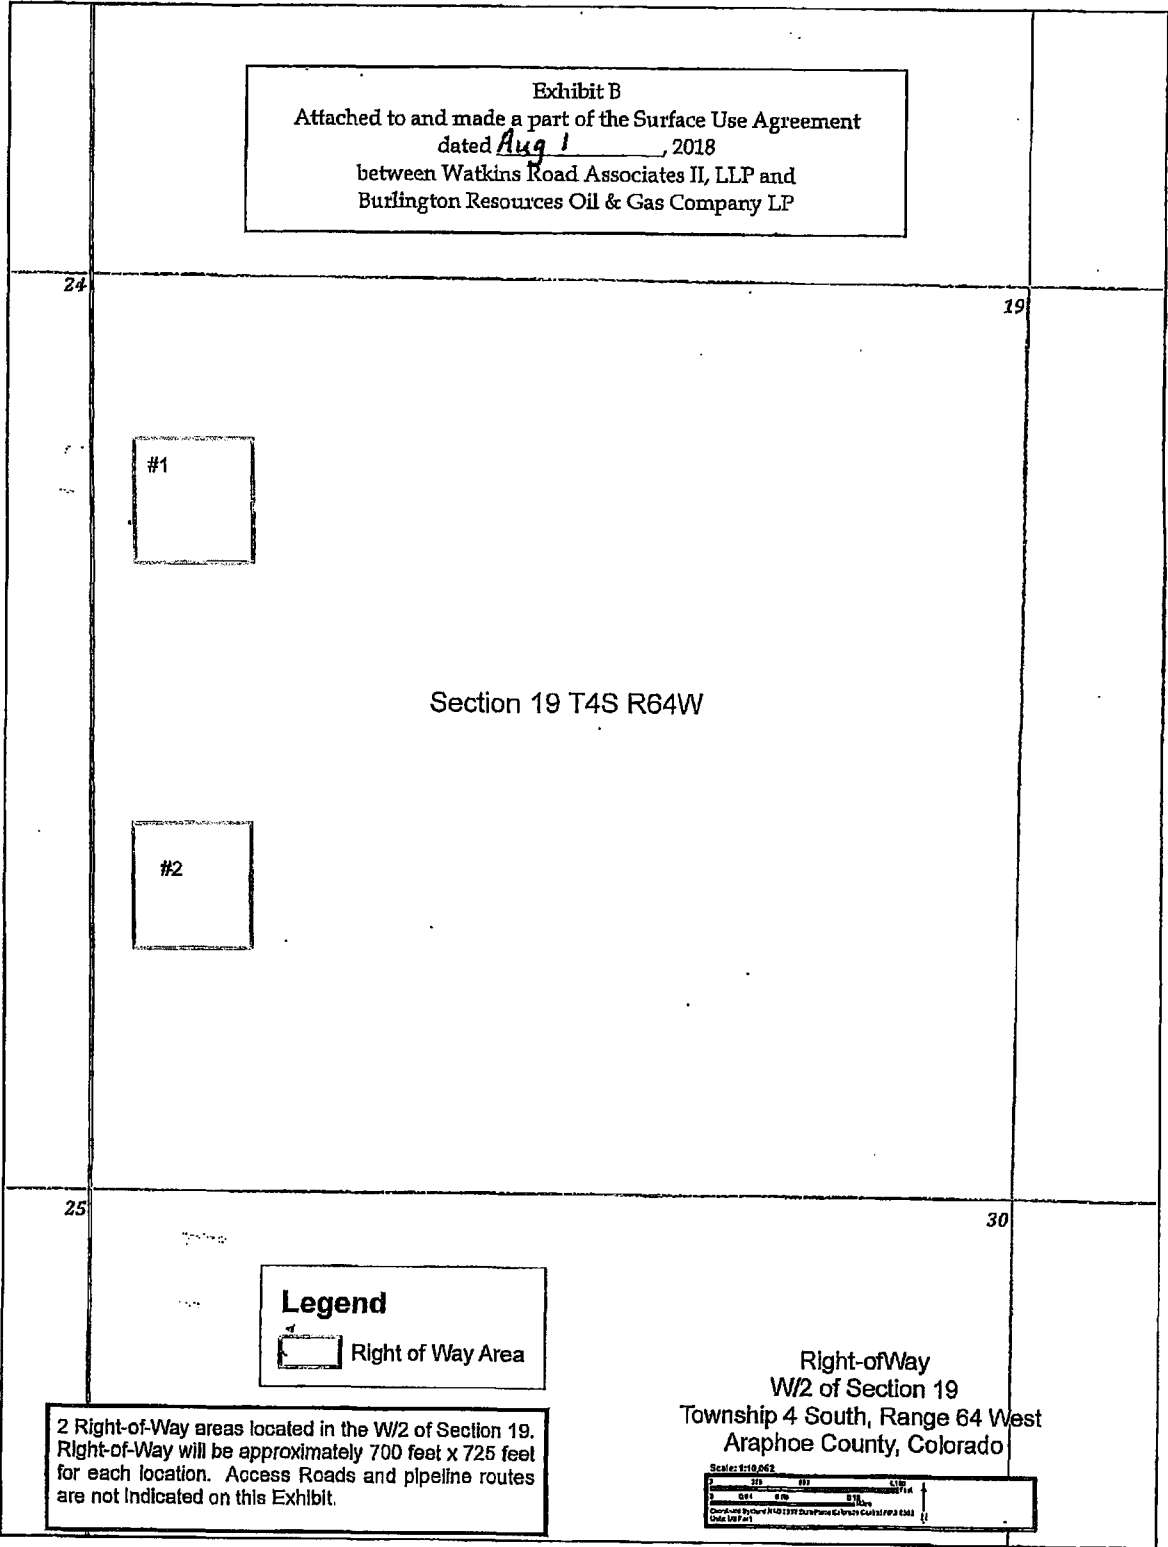 Exhibit B
Attached to and made a part of the Surface Use Agreement
dated Aug 1, 2018
between Watkins Road Associates II, LLP and
Burlington Resources Oil & Gas Company LP
24
19
#1
Section 19 T4S R64W
#2
25
30
Legend
Right of Way Area
Right-ofWay
W/2 of Section 19
Township 4 South, Range 64 West
Araphoe County, Colorado
2 Right-of-Way areas located in the W/2 of Section 19.
Right-of-Way will be approximately 700 feet x 725 feet
for each location. Access Roads and pipeline routes
are not indicated on this Exhibit.
Scale: 1:10,062